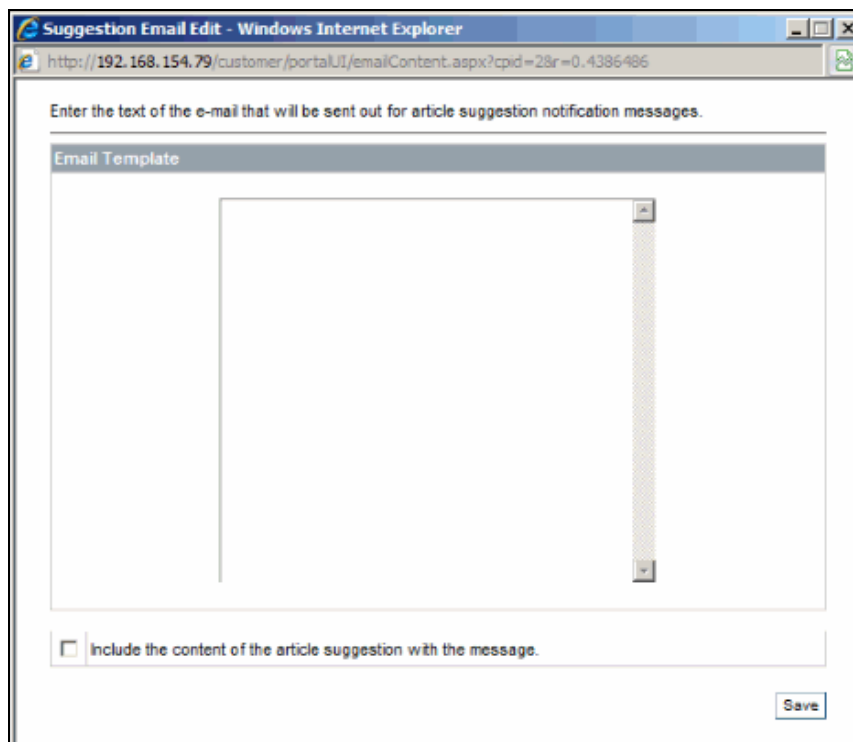 Suggestion Email Edit - Windows Internet Explorer
http://192.168.154.79/customer/portalUI/emailContent.aspx?cpid=2&r=0.4386486
Enter the text of the e-mail that will be sent out for article suggestion notification messages.
Email Template
Include the content of the article suggestion with the message.
Save